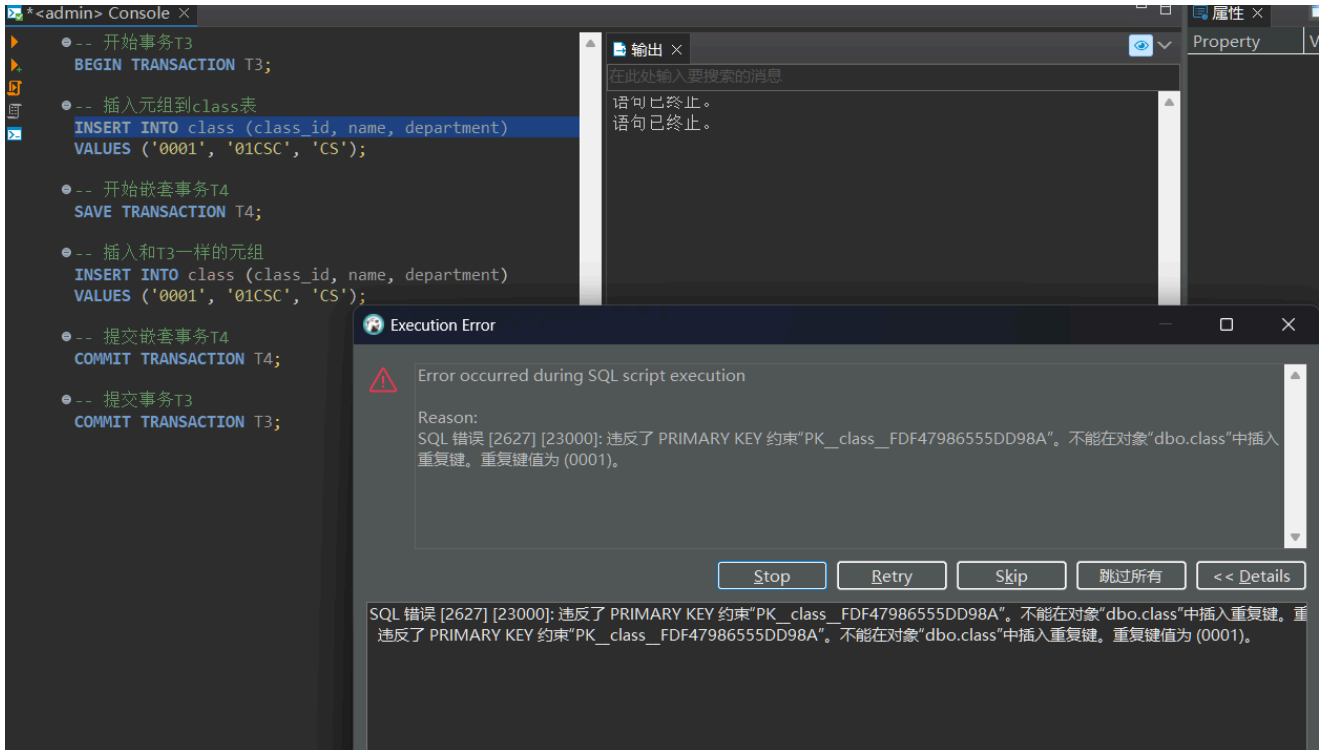 *<admin> Console ×
-- 开始事务T3
BEGIN TRANSACTION T3;
-- 插入元组到class表
INSERT INTO class (class_id, name, department)
VALUES ('0001', '01CSC', 'CS');
-- 开始嵌套事务T4
SAVE TRANSACTION T4;
-- 插入和T3一样的元组
INSERT INTO class (class_id, name, department)
VALUES ('0001', '01CSC', 'CS');
-- 提交嵌套事务T4
COMMIT TRANSACTION T4;
-- 提交事务T3
COMMIT TRANSACTION T3;
输出 ×
在此处输入要搜索的消息
语句已终止。
语句已终止。
属性 ×
Property
Execution Error
Error occurred during SQL script execution
Reason:
SQL 错误 [2627] [23000]: 违反了 PRIMARY KEY 约束“PK__class__FDF47986555DD98A”。不能在对象“dbo.class”中插入
重复键。重复键值为 (0001)。
Stop
Retry
Skip
跳过所有
<< Details
SQL 错误 [2627] [23000]: 违反了 PRIMARY KEY 约束“PK__class__FDF47986555DD98A”。不能在对象“dbo.class”中插入重复键。重
违反了 PRIMARY KEY 约束“PK__class__FDF47986555DD98A”。不能在对象“dbo.class”中插入重复键。重复键值为 (0001)。